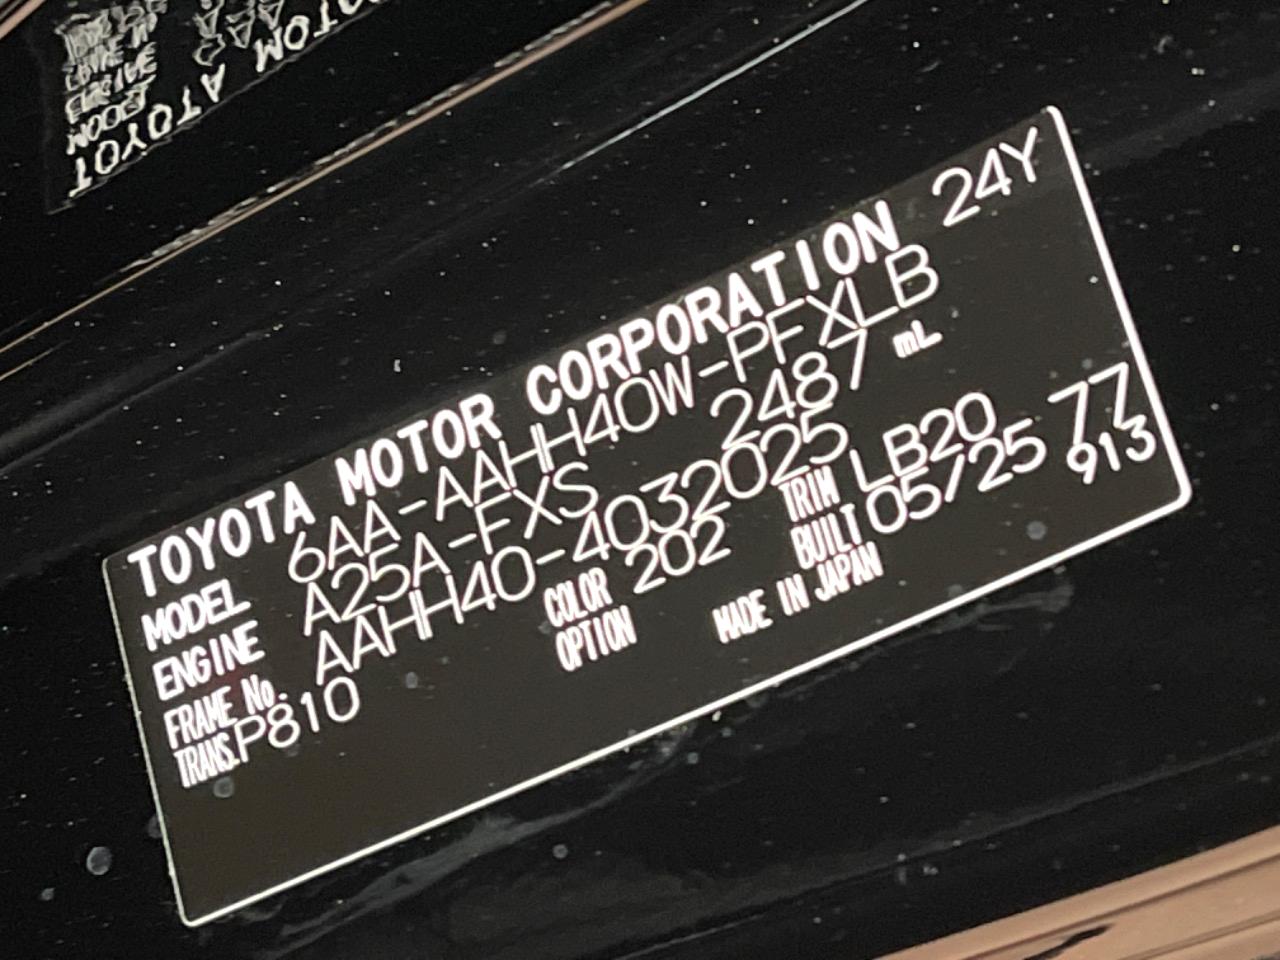 TOYOTA MOTOR CORPORATION 24Y
MODEL 6AA-AAHH40W-PFXLB
ENGINE A25A-FXS 2487 mL
FRAME No. AAHH40-4032025
COLOR 202 TRIM LB20 77
TRANS. P810 OPTION BUILT 05/25 913
MADE IN JAPAN